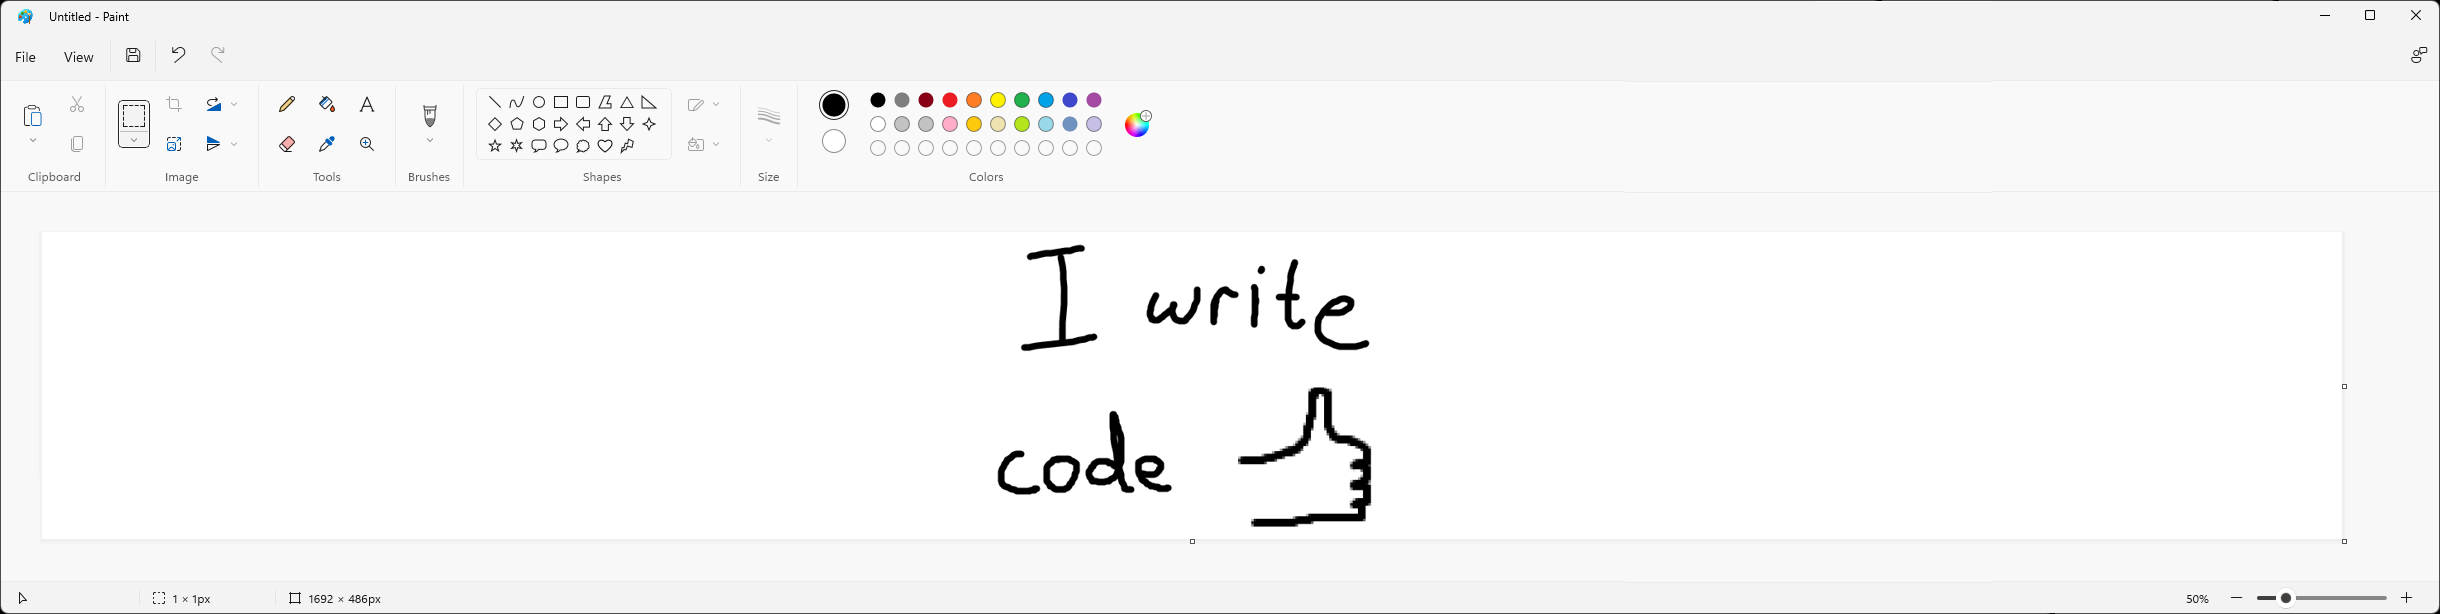 Untitled - Paint
File View
Clipboard Image Tools Brushes Shapes Size Colors
I write
code
1 × 1px 1692 × 486px 50%